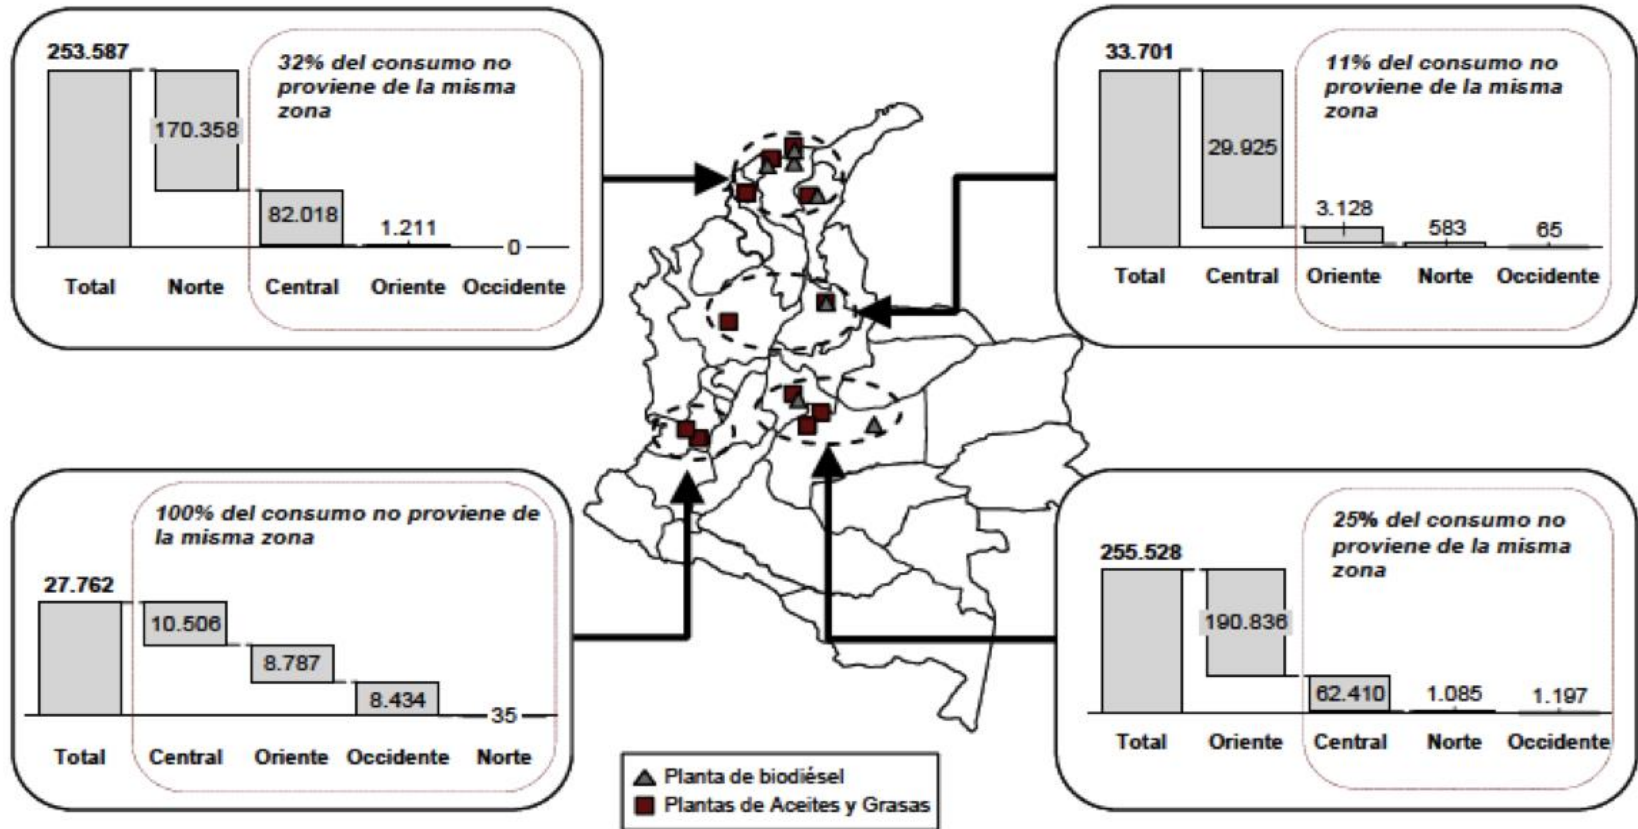 253.587
32% del consumo no
proviene de la misma
zona
170.358
82.018
1.211
0
Total Norte Central Oriente Occidente
33.701
11% del consumo no
proviene de la misma
zona
29.925
3.128
583
65
Total Central Oriente Norte Occidente
100% del consumo no proviene de
la misma zona
27.762
10.506
8.787
8.434
35
Total Central Oriente Occidente Norte
25% del consumo no
proviene de la misma
zona
255.528
190.836
62.410
1.085
1.197
Total Oriente Central Norte Occidente
Planta de biodiésel
Plantas de Aceites y Grasas